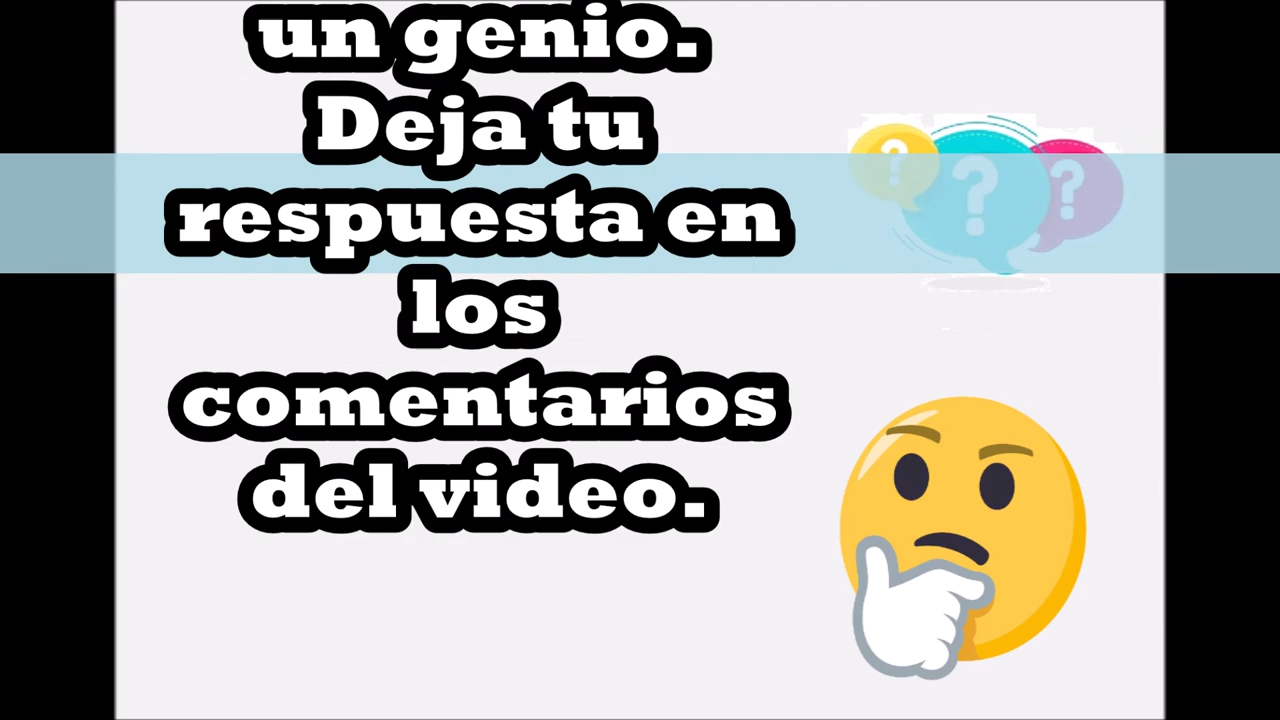 un genio.
Deja tu
respuesta en
los
comentarios
del video.
? ? ?